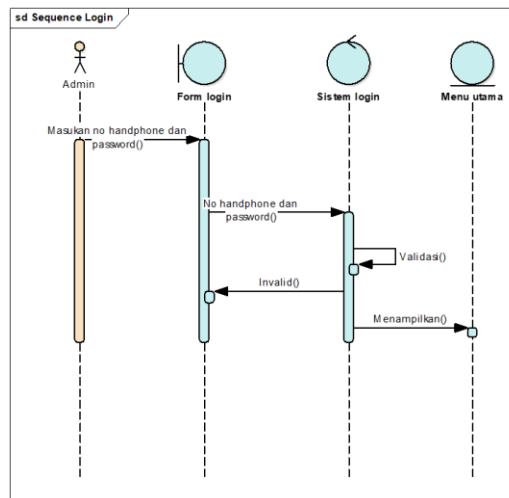 sd Sequence Login
Admin
Form login
Sistem login
Menu utama
Masukan no handphone dan
password()
No handphone dan
password()
Validasi()
Invalid()
Menampilkan()